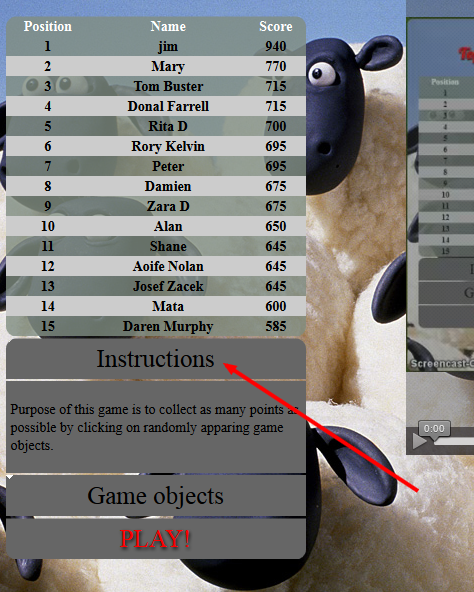 Position Name Score
1 jim 940
2 Mary 770
3 Tom Buster 715
4 Donal Farrell 715
5 Rita D 700
6 Rory Kelvin 695
7 Peter 695
8 Damien 675
9 Zara D 675
10 Alan 650
11 Shane 645
12 Aoife Nolan 645
13 Josef Zacek 645
14 Mata 600
15 Daren Murphy 585
Instructions
Purpose of this game is to collect as many points as
possible by clicking on randomly apparing game
objects.
Game objects
PLAY!
To
Position
1
2
3
4
5
6
7
8
9
10
11
12
13
14
15
I
G
Screencast-O
0:00